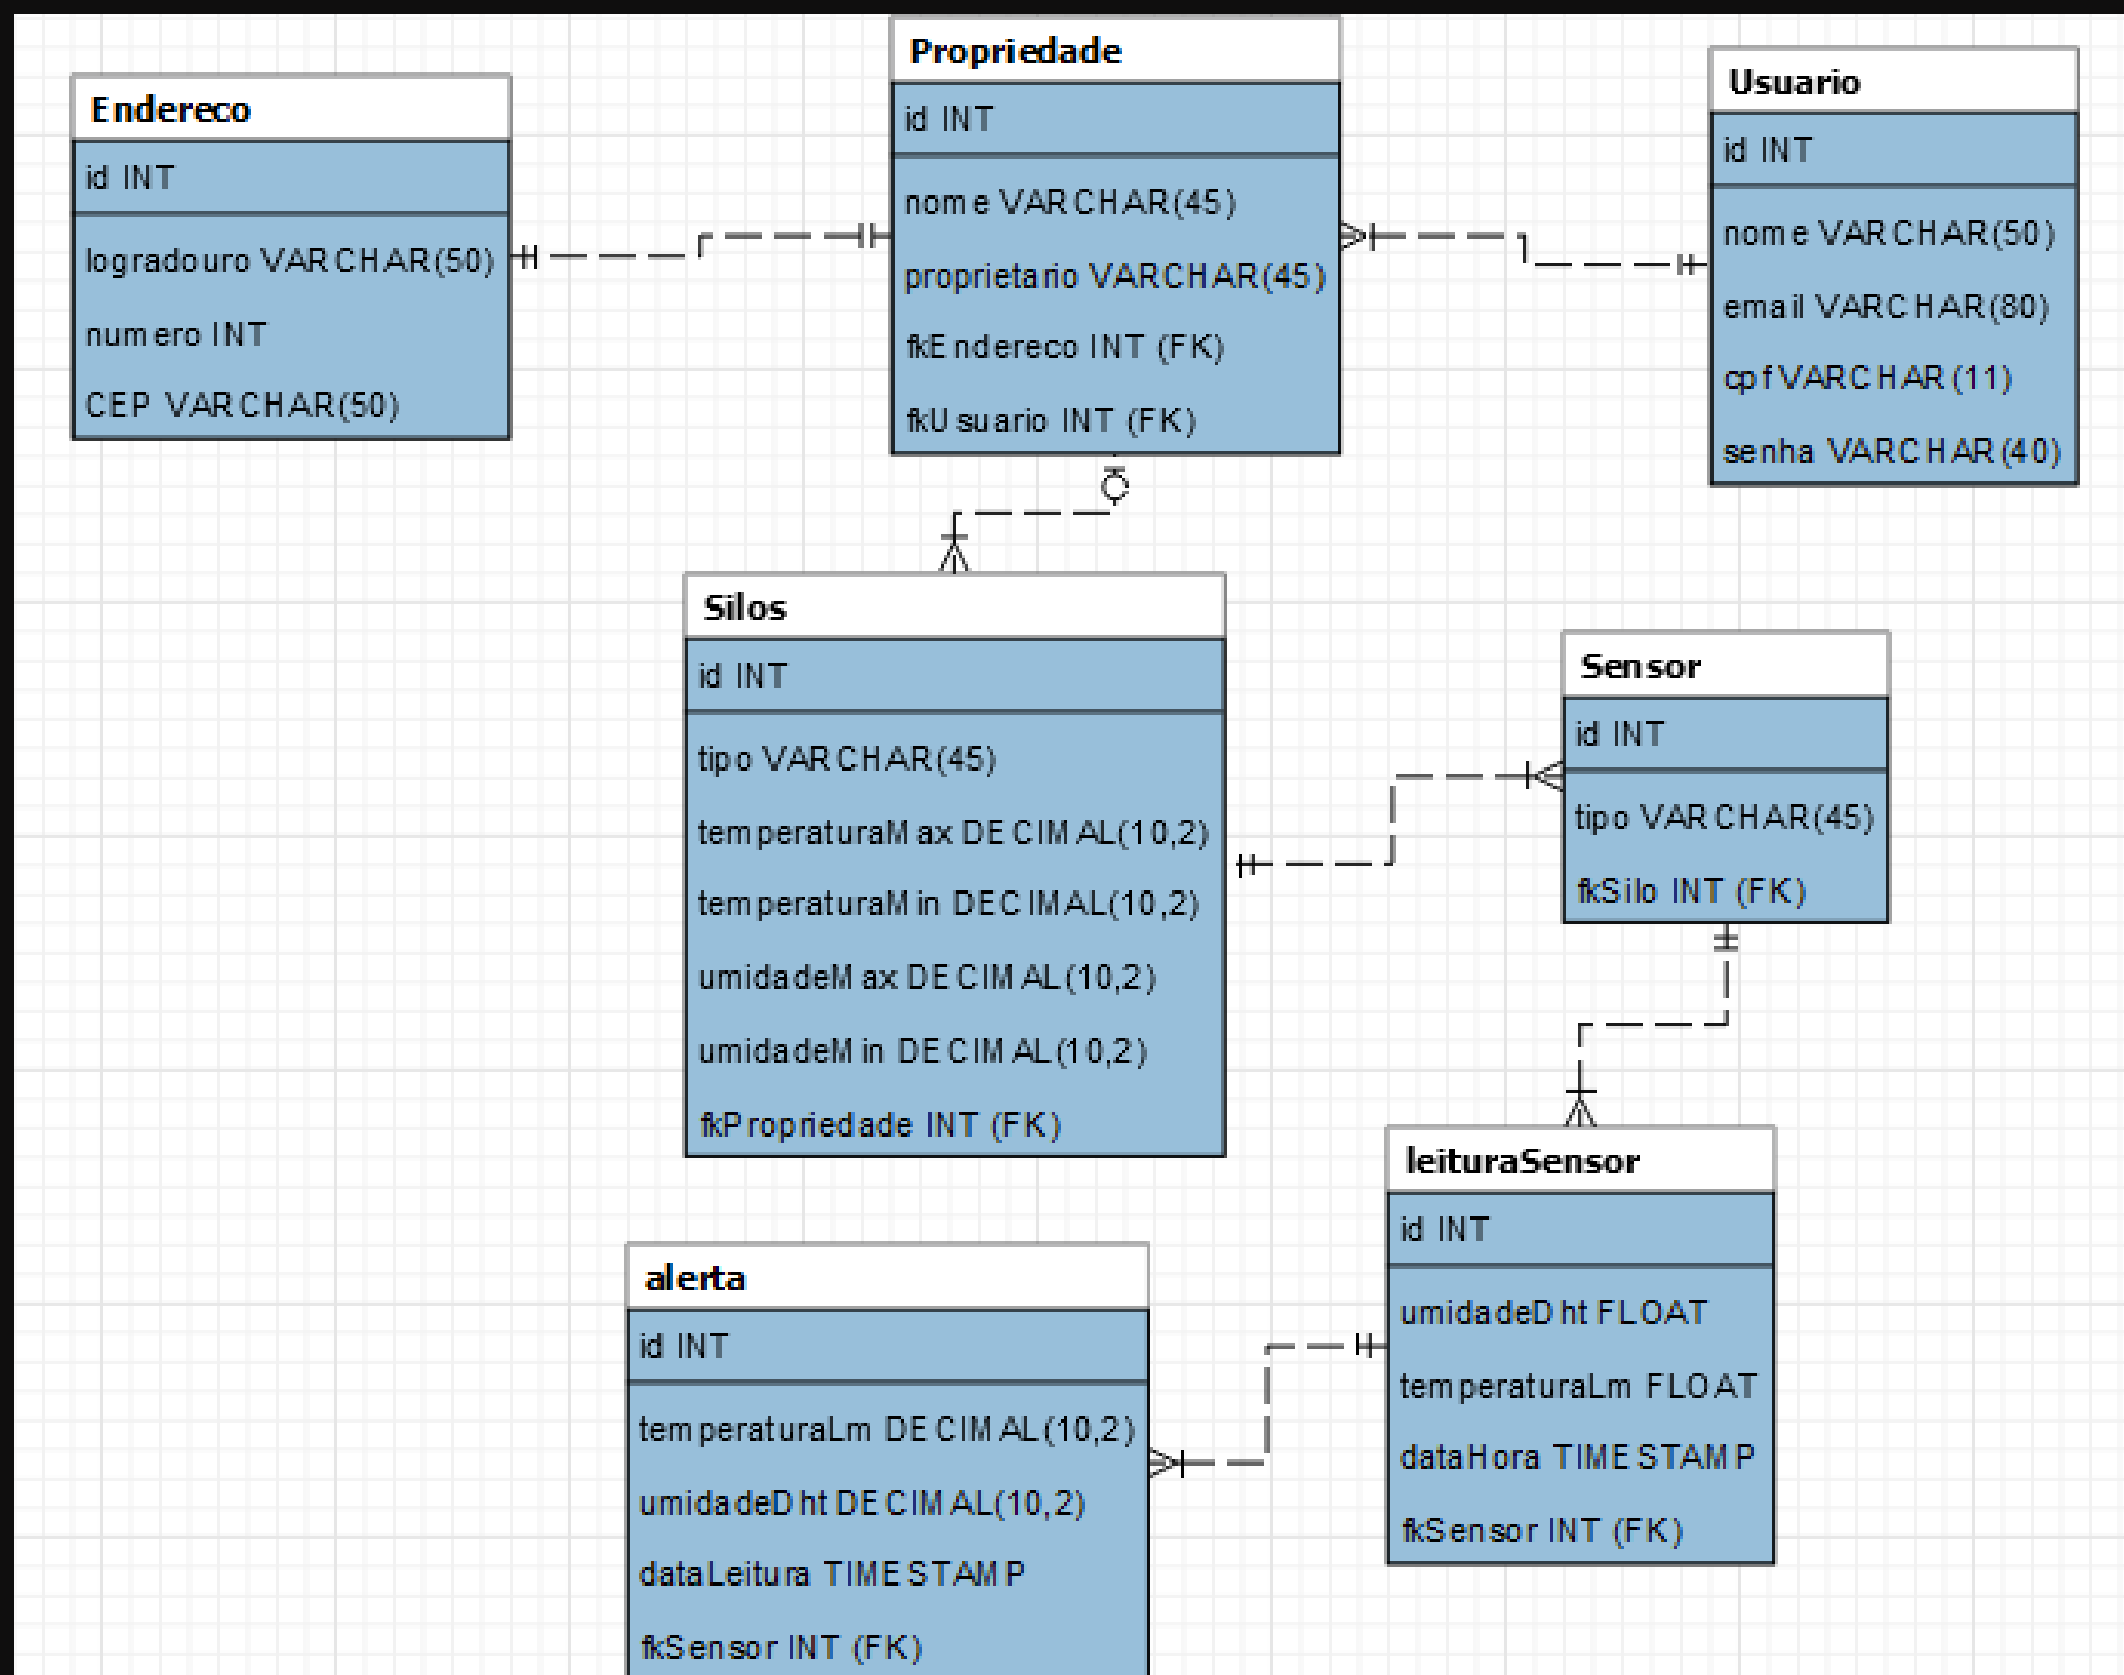 Endereco
id INT
logradouro VARCHAR(50)
numero INT
CEP VARCHAR(50)
Propriedade
id INT
nome VARCHAR(45)
proprietario VARCHAR(45)
fkEndereco INT (FK)
fkUsuario INT (FK)
Usuario
id INT
nome VARCHAR(50)
email VARCHAR(80)
cpf VARCHAR(11)
senha VARCHAR(40)
Silos
id INT
tipo VARCHAR(45)
temperaturaMax DECIMAL(10,2)
temperaturaMin DECIMAL(10,2)
umidadeMax DECIMAL(10,2)
umidadeMin DECIMAL(10,2)
fkPropriedade INT (FK)
Sensor
id INT
tipo VARCHAR(45)
fkSilo INT (FK)
leituraSensor
id INT
umidadeDht FLOAT
temperaturaLm FLOAT
dataHora TIMESTAMP
fkSensor INT (FK)
alerta
id INT
temperaturaLm DECIMAL(10,2)
umidadeDht DECIMAL(10,2)
dataLeitura TIMESTAMP
fkSensor INT (FK)